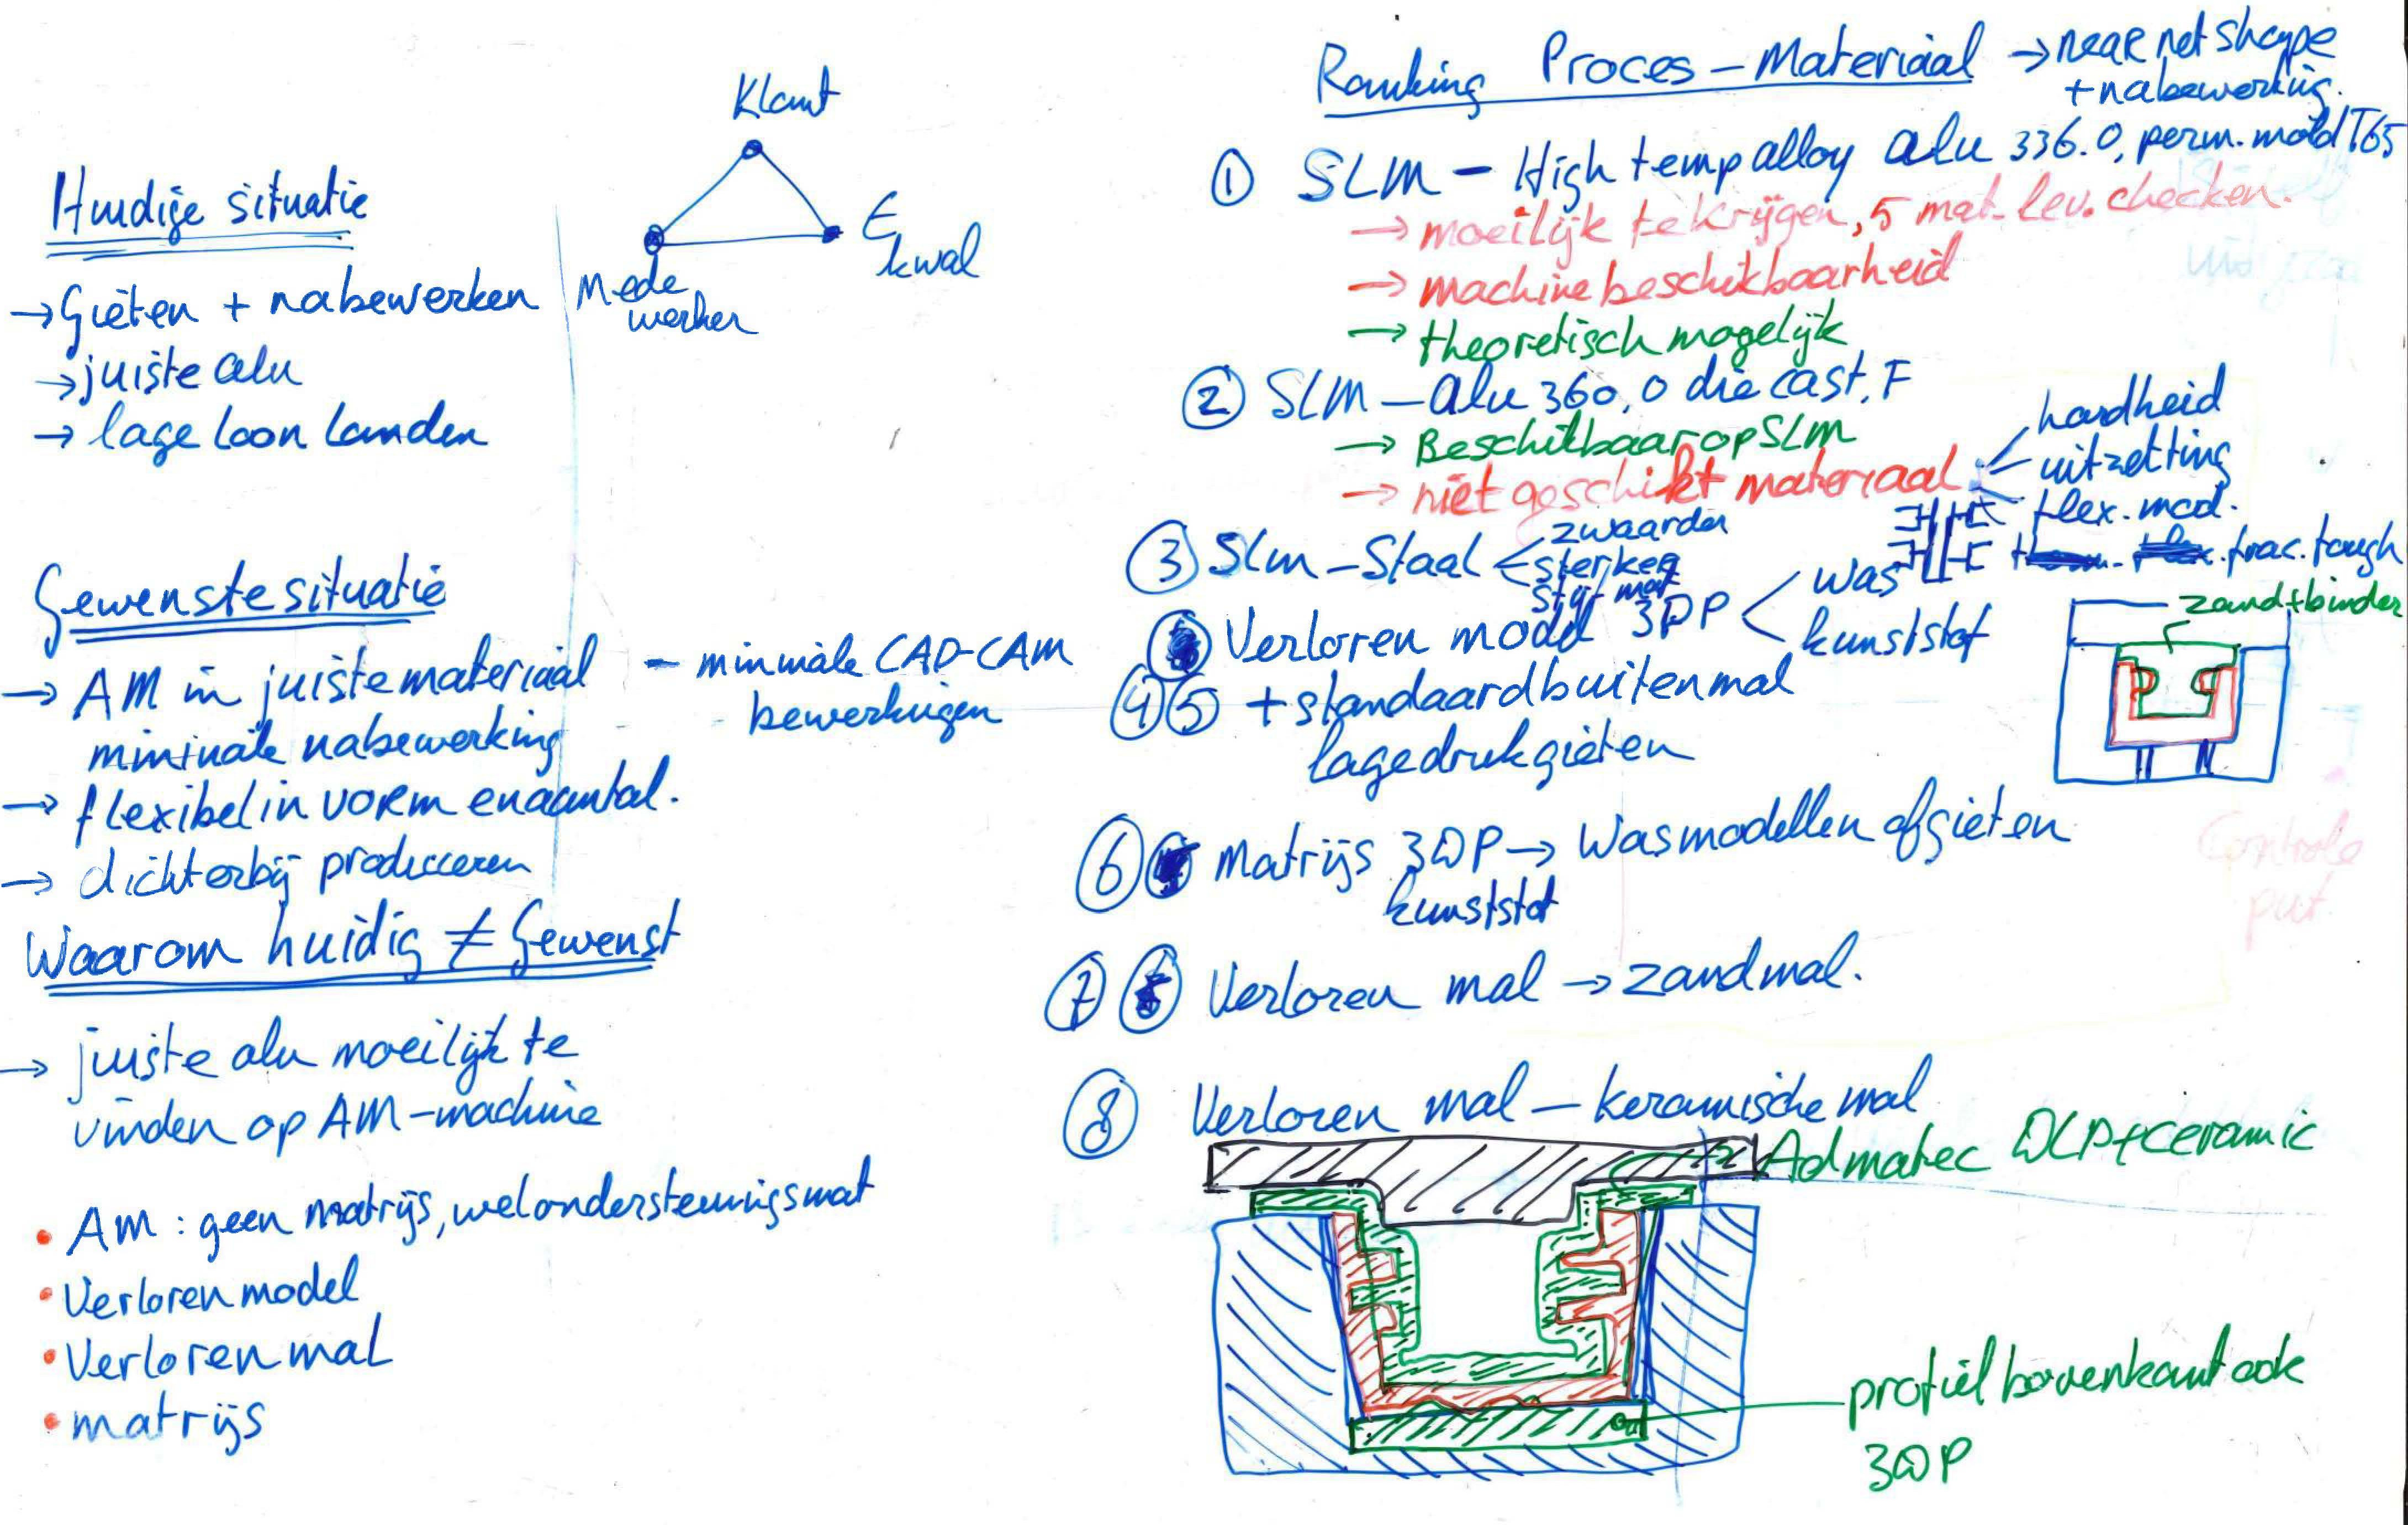 Huidige situatie
→ Gieten + nabewerken
→ juiste alu
→ lage loon landen
Klant
Mede
werker
€
kwal
Gewenste situatie
→ AM in juiste materiaal
minimale nabewerking
- minimale CAD-CAM
- bewerkingen
→ flexibel in vorm en aantal.
→ dichterbij produceren
Waarom huidig ≠ Gewenst
→ juiste alu moeilijk te
vinden op AM-machine
• AM : geen matrijs, wel ondersteuningsmat
• Verloren model
• Verloren mal
• matrijs
Ranking Proces - Materiaal → near net shape
+ nabewerking.
① SLM - High temp alloy alu 336.0, perm. mold T65
→ moeilijk te krijgen, 5 mat. lev. checken.
→ machine beschikbaarheid
→ theoretisch mogelijk
② SLM - Alu 360,0 die cast, F
→ Beschikbaar op SLM
→ niet geschikt materiaal
hardheid
uitzetting
flex. mod.
frac. tough
③ Slm - Staal < zwaarder
sterker
stijf mat
Verloren model 3DP < was
kunststof
④⑤ + standaard buitenmal
lagedruk gieten
zand+binder
⑥ Matrijs 3DP → Wasmodellen afgieten
kunststof
⑦ Verloren mal → zandmal.
⑧ Verloren mal - keramische mal
Admatec DLP+ceramic
profiel bovenkant ook
3DP
Controle
put